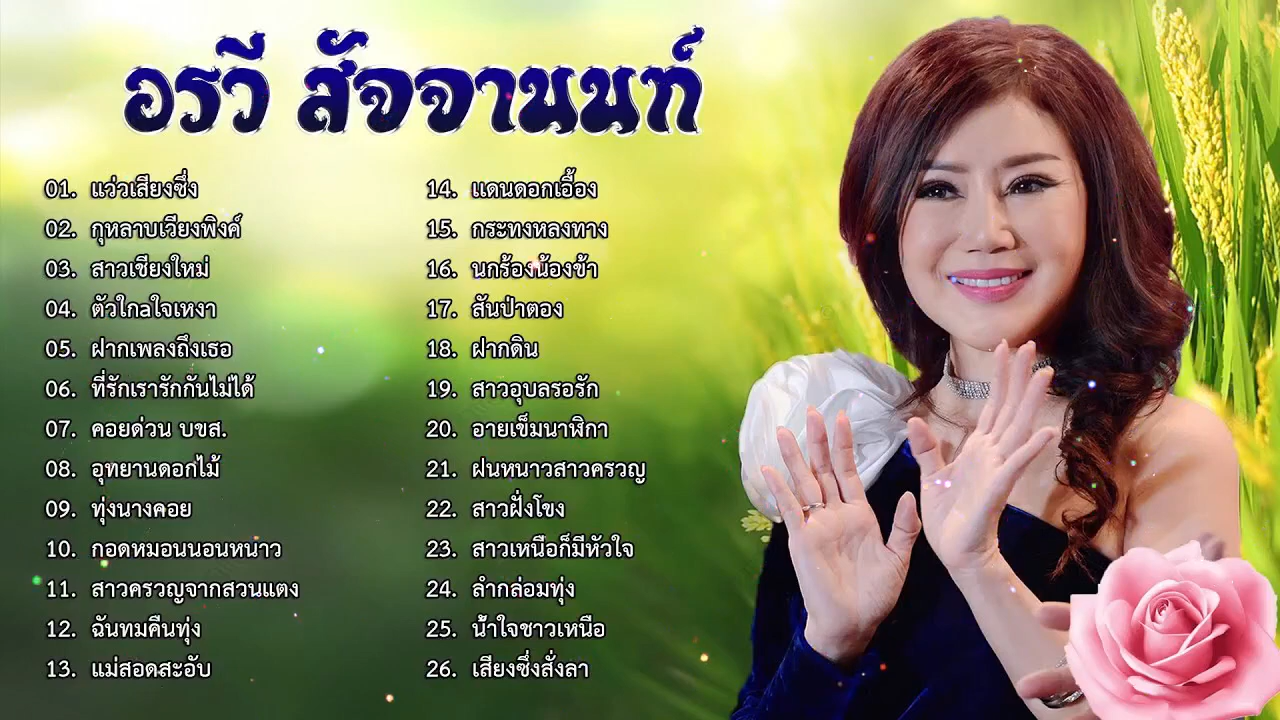 อรวี สัจจานนท์
01. แว่วเสียงซึ่ง
02. กุหลาบเวียงพิงค์
03. สาวเชียงใหม่
04. ตัวใกaใจเหงา
05. ฝากเพลงถึงเธอ
06. ที่รักเรารักกันไม่ได้
07. คอยด่วน บขส.
08. อุทยานดอกไม้
09. ทุ่งนางคอย
10. กอดหมอนนอนหนาว
11. สาวครวญจากสวนแตง
12. ฉันทมคืนทุ่ง
13. แม่สอดสะอับ
14. แดนดอกเอื้อง
15. กระทงหลงทาง
16. นกร้องน้องข้า
17. สันป่าตอง
18. ฝากดิน
19. สาวอุบลรอรัก
20. อายเข็มนาฬิกา
21. ฝนหนาวสาวครวญ
22. สาวฝั่งโขง
23. สาวเหนือก็มีหัวใจ
24. ลำกล่อมทุ่ง
25. น้ำใจชาวเหนือ
26. เสียงซึ่งสั่งลา